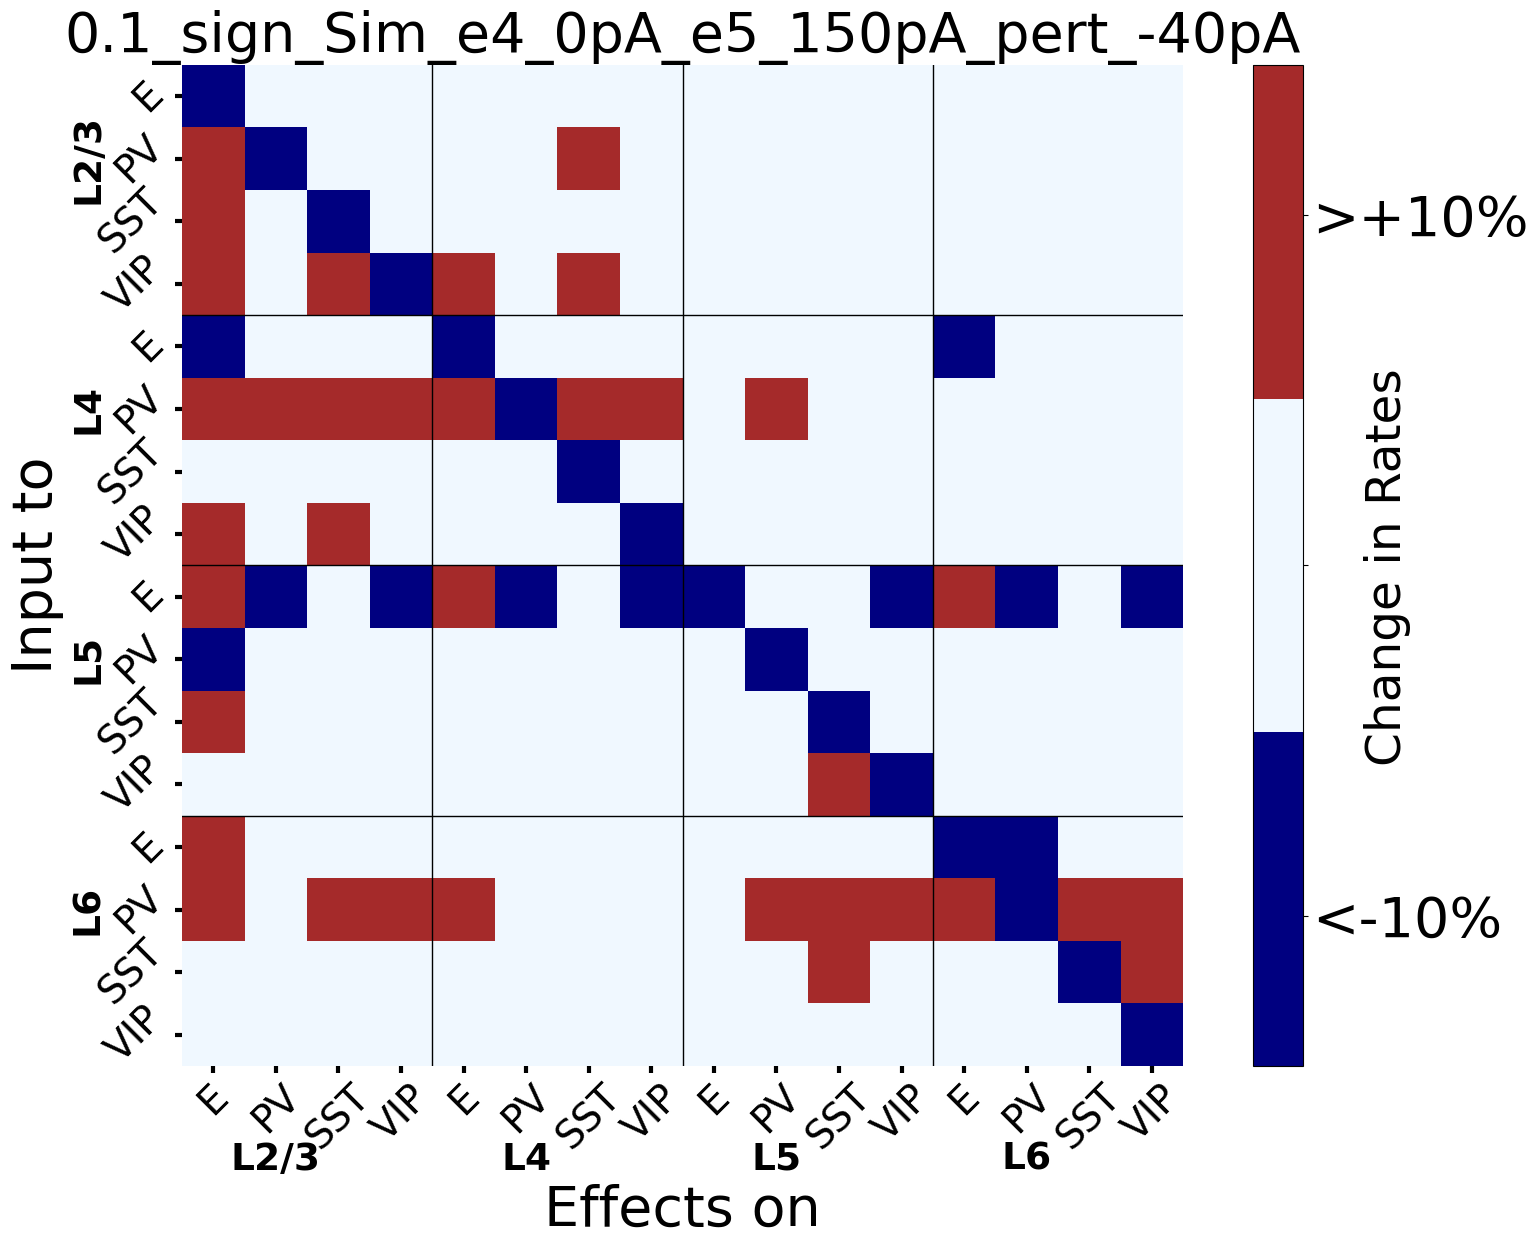 0.1_sign_Sim_e4_0pA_e5_150pA_pert_-40pA
Input to
L2/3
E
PV
SST
VIP
L4
E
PV
SST
VIP
L5
E
PV
SST
VIP
L6
E
PV
SST
VIP
E PV SST VIP E PV SST VIP E PV SST VIP E PV SST VIP
L2/3 L4 L5 L6
Effects on
>+10%
<-10%
Change in Rates